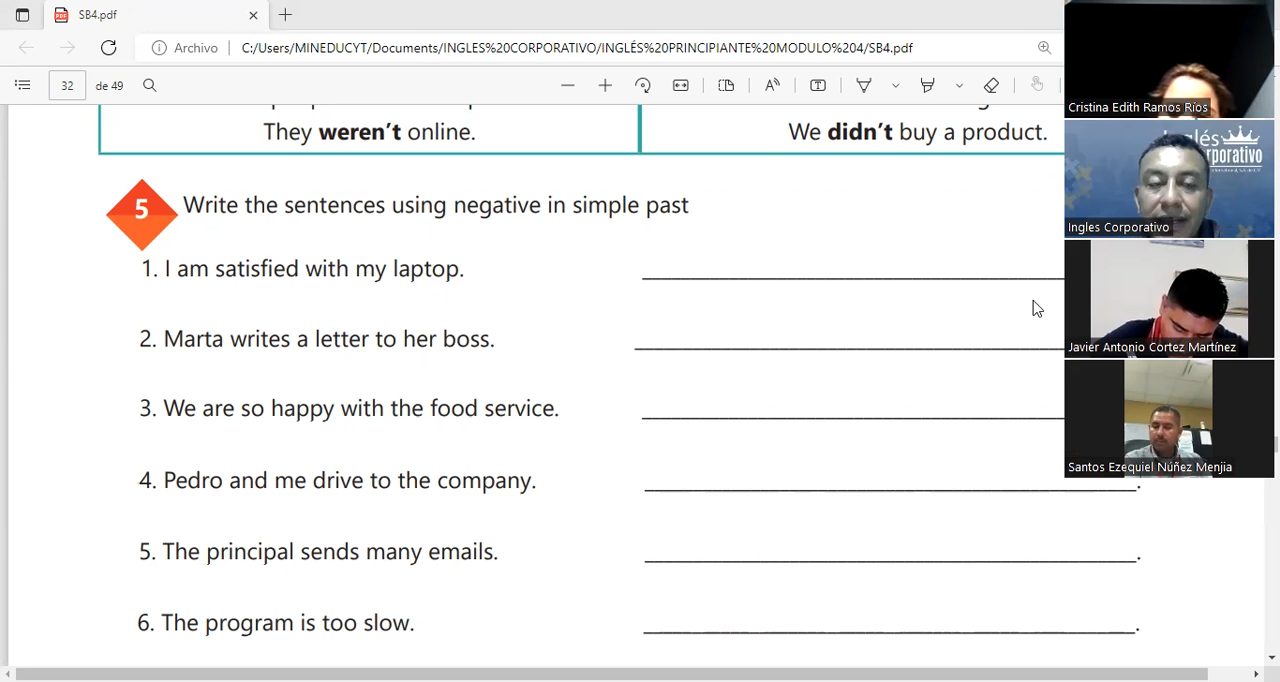 SB4.pdf
Archivo
C:/Users/MINEDUCYT/Documents/INGLES%20CORPORATIVO/INGLÉS%20PRINCIPIANTE%20MODULO%204/SB4.pdf
32 de 49
They weren't online.
We didn't buy a product.
5 Write the sentences using negative in simple past
1. I am satisfied with my laptop.
2. Marta writes a letter to her boss.
3. We are so happy with the food service.
4. Pedro and me drive to the company.
5. The principal sends many emails.
6. The program is too slow.
Cristina Edith Ramos Ríos
Ingles Corporativo
Javier Antonio Cortez Martínez
Santos Ezequiel Núñez Menjia